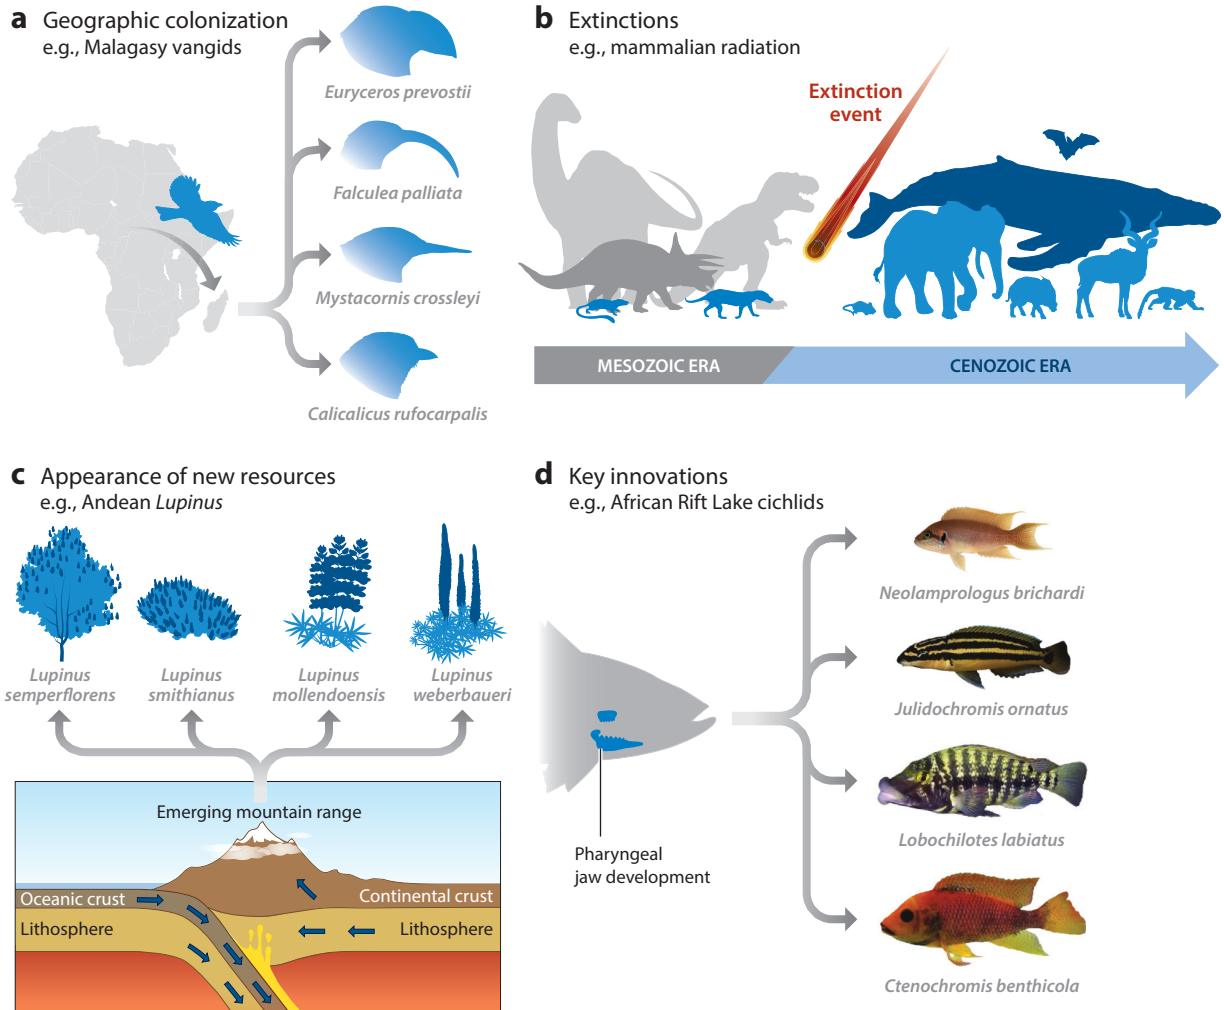 a Geographic colonization
e.g., Malagasy vangids
Euryceros prevostii
Falculea palliata
Mystacornis crossleyi
Calicalicus rufocarpalis
b Extinctions
e.g., mammalian radiation
Extinction
event
MESOZOIC ERA
CENOZOIC ERA
c Appearance of new resources
e.g., Andean Lupinus
Lupinus
semperflorens
Lupinus
smithianus
Lupinus
mollendoensis
Lupinus
weberbaueri
Emerging mountain range
Oceanic crust
Continental crust
Lithosphere
Lithosphere
d Key innovations
e.g., African Rift Lake cichlids
Pharyngeal
jaw development
Neolamprologus brichardi
Julidochromis ornatus
Lobochilotes labiatus
Ctenochromis benthicola